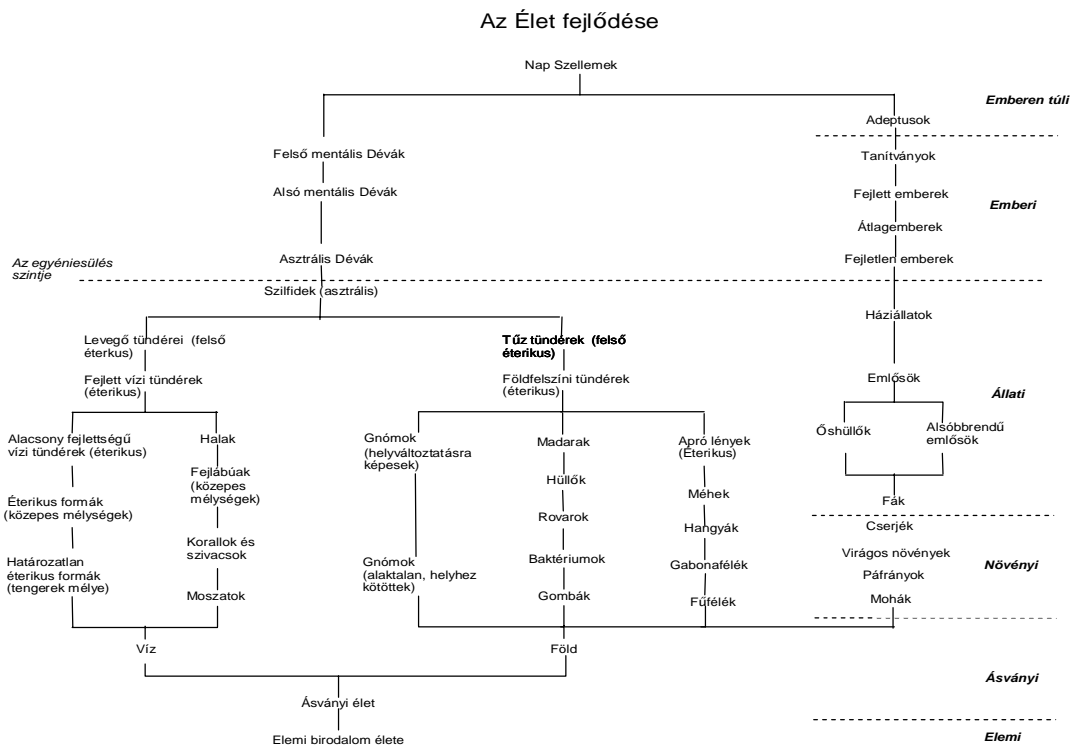 Az Élet fejlődése
Nap Szellemek
Emberen túli
Adeptusok
Felső mentális Dévák
Tanítványok
Alsó mentális Dévák
Fejlett emberek
Emberi
Átlagemberek
Az egyéniesülés
szintje
Asztrális Dévák
Fejletlen emberek
Szilfidek (asztrális)
Háziállatok
Levegő tündérei (felső
éterkus)
Tűz tündérek (felső
éterikus)
Fejlett vízi tündérek
(éterikus)
Földfelszíni tündérek
(éterikus)
Emlősök
Állati
Alacsony fejlettségű
vízi tündérek (éterikus)
Halak
Gnómok
(helyváltoztatásra
képesek)
Madarak
Apró lények
(Éterikus)
Őshüllők
Alsóbbrendű
emlősök
Fejlábúak
(közepes
mélységek)
Hüllők
Éterikus formák
(közepes mélységek)
Méhek
Fák
Rovarok
Hangyák
Cserjék
Korallok és
szivacsok
Virágos növények
Határozatlan
éterikus formák
(tengerek mélye)
Gnómok
(alaktalan, helyhez
kötöttek)
Baktériumok
Gabonafélék
Páfrányok
Növényi
Moszatok
Gombák
Fűfélék
Mohák
Víz
Föld
Ásványi
Ásványi élet
Elemi birodalom élete
Elemi